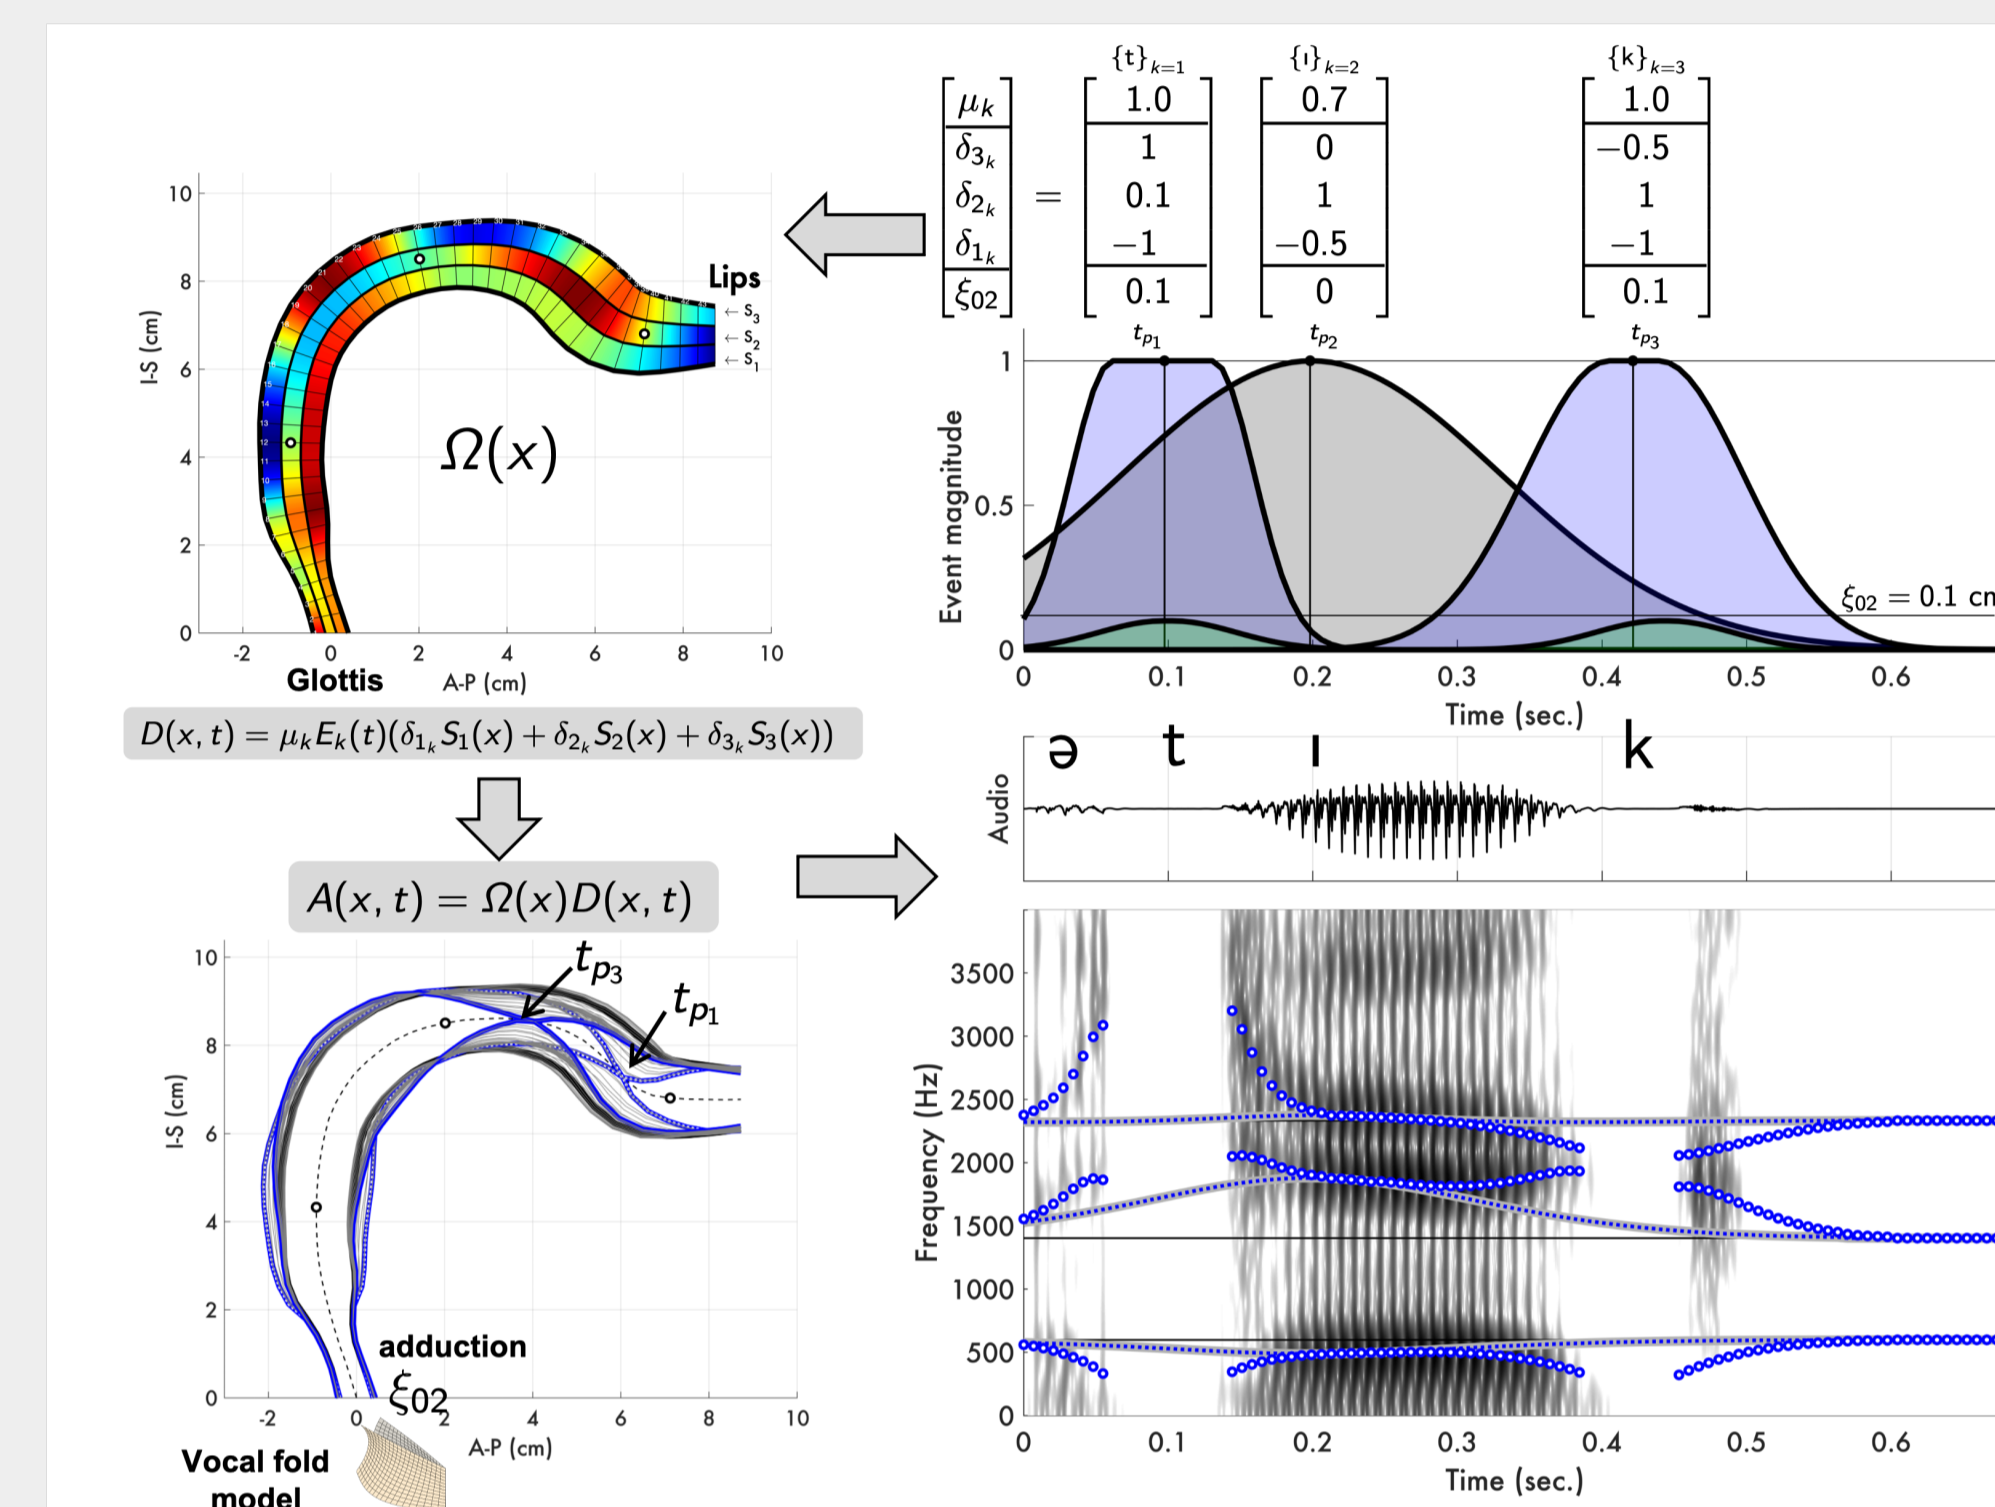 {t}k=1 {ɪ}k=2 {k}k=3
μk 1.0 0.7 1.0
δ3k 1 0 −0.5
δ2k = 0.1 1 1
δ1k −1 −0.5 −1
ξ02 0.1 0 0.1
10
8
6
4
2
0
I-S (cm)
Lips
← S3
← S2
← S1
Ω(x)
-2 0 2 4 6 8 10
Glottis A-P (cm)
D(x, t) = μkEk(t)(δ1kS1(x) + δ2kS2(x) + δ3kS3(x))
A(x, t) = Ω(x)D(x, t)
tp3
tp1
10
8
6
4
2
0
I-S (cm)
adduction
ξ02
-2 0 2 4 6 8 10
A-P (cm)
Vocal fold
model
tp1 tp2 tp3
1
0.5
0
Event magnitude
ξ02 = 0.1 cm
0 0.1 0.2 0.3 0.4 0.5 0.6
Time (sec.)
ə t ɪ k
Audio
3500
3000
2500
2000
1500
1000
500
0
Frequency (Hz)
0 0.1 0.2 0.3 0.4 0.5 0.6
Time (sec.)